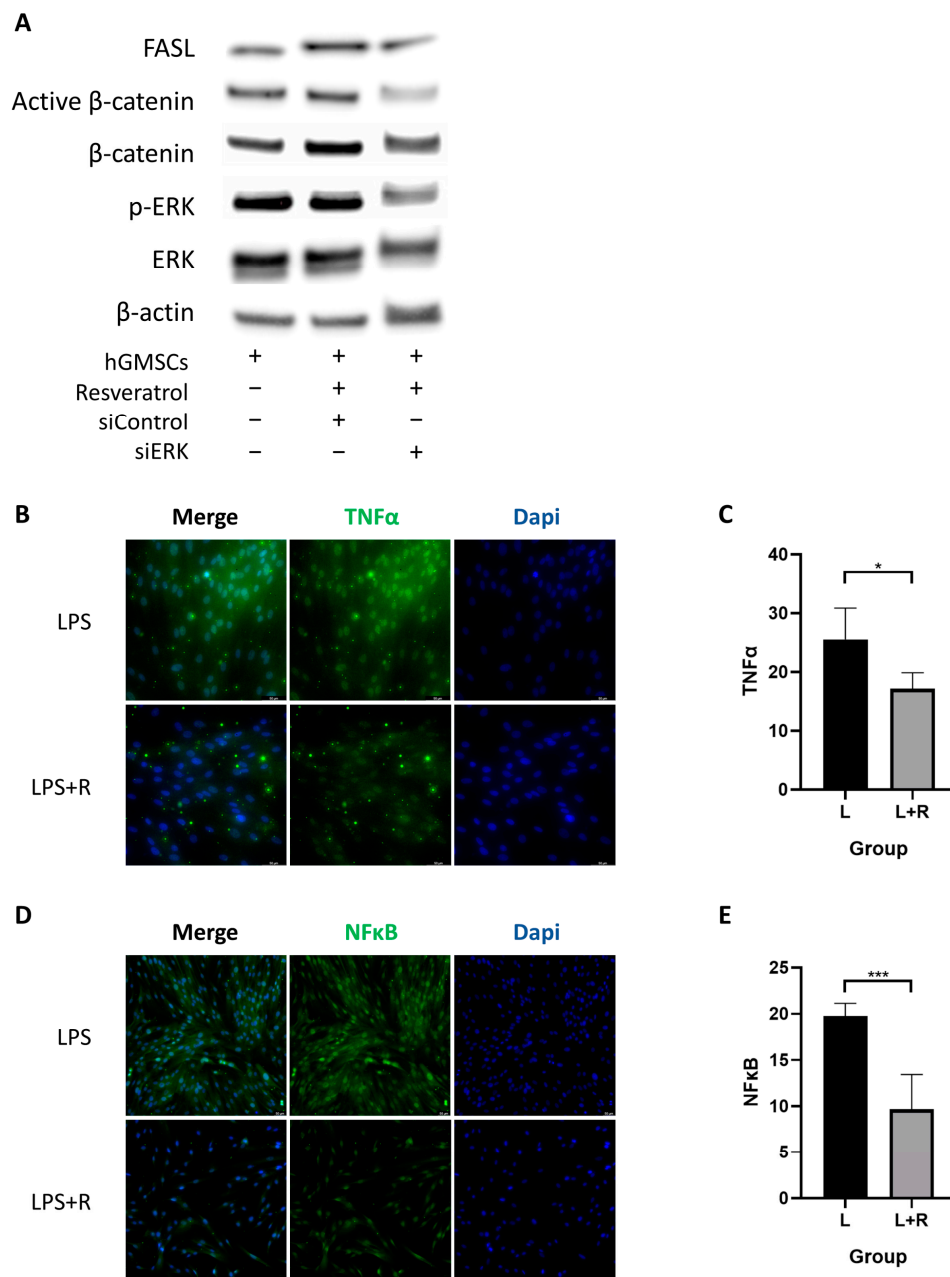 A
FASL
Active β-catenin
β-catenin
p-ERK
ERK
β-actin
hGMSCs + + +
Resveratrol – + +
siControl – + –
siERK – – +
B
Merge TNFα Dapi
LPS
LPS+R
C
40
30
20
10
0
TNFα
*
L L+R
Group
D
Merge NFκB Dapi
LPS
LPS+R
E
25
20
15
10
5
0
NFκB
***
L L+R
Group